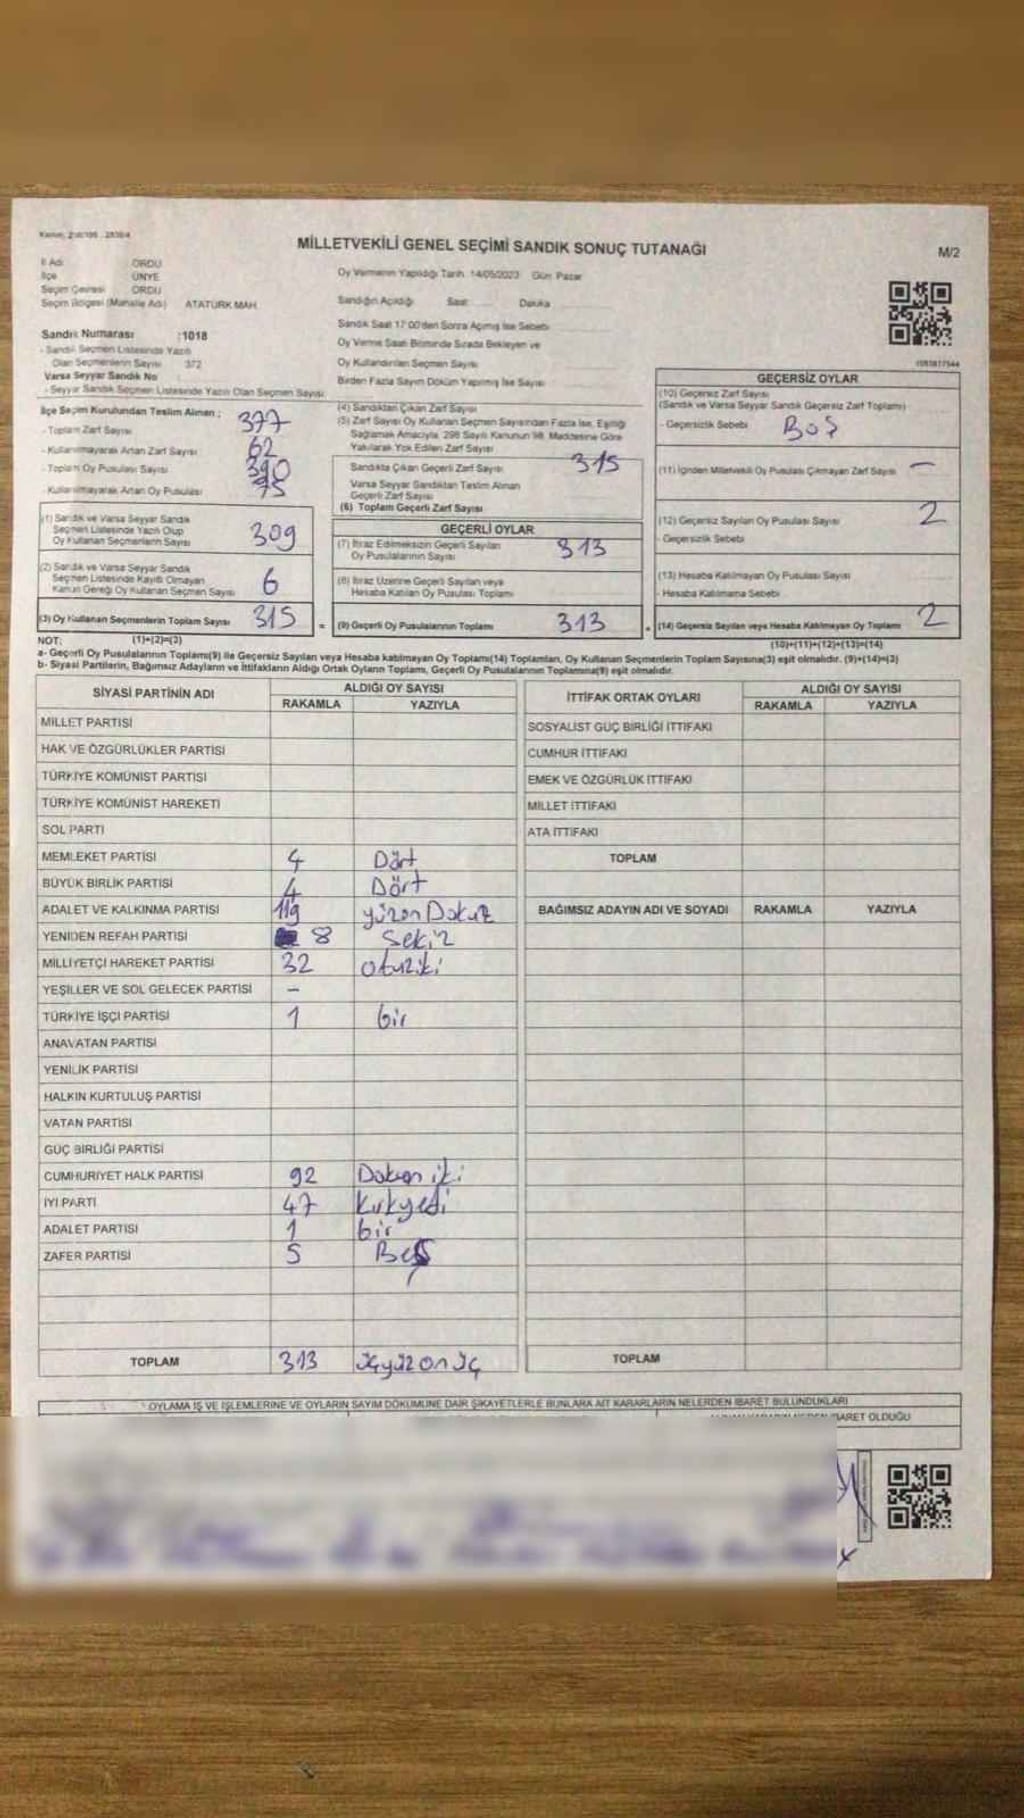 MİLLETVEKİLİ GENEL SEÇİMİ SANDIK SONUÇ TUTANAĞI
M/2
İl Adı ORDU
İlçe ÜNYE
Seçim Çevresi ORDU
Seçim Bölgesi (Mahalle Adı) ATATÜRK MAH.
Oy Vermenin Yapıldığı Tarih: 14/05/2023 Gün: Pazar
Sandığın Açıldığı Saat: Dakika
Sandık Saat 17:00'den Sonra Açılmış İse Sebebi
Oy Verme Saati Bitiminde Sırada Bekleyen ve
Oy Kullandırılan Seçmen Sayısı
Birden Fazla Sayım Döküm Yapılmış İse Sayısı
Sandık Numarası :1018
- Sandık Seçmen Listesinde Yazılı
Olan Seçmenlerin Sayısı 372
Varsa Seyyar Sandık No
- Seyyar Sandık Seçmen Listesinde Yazılı Olan Seçmen Sayısı
İlçe Seçim Kurulundan Teslim Alınan ;
- Toplam Zarf Sayısı 377
- Kullanılmayarak Artan Zarf Sayısı 62
- Toplam Oy Pusulası Sayısı 390
- Kullanılmayarak Artan Oy Pusulası 75
(1) Sandık ve Varsa Seyyar Sandık
Seçmen Listesinde Yazılı Olup
Oy Kullanan Seçmenlerin Sayısı 309
(2) Sandık ve Varsa Seyyar Sandık
Seçmen Listesinde Kayıtlı Olmayan
Kanun Gereği Oy Kullanan Seçmen Sayısı 6
(3) Oy Kullanan Seçmenlerin Toplam Sayısı 315
(1)+(2)=(3)
(4) Sandıktan Çıkan Zarf Sayısı
(5) Zarf Sayısı Oy Kullanan Seçmen Sayısından Fazla İse, Eşitliği
Sağlamak Amacıyla, 298 Sayılı Kanunun 98. Maddesine Göre
Yakılarak Yok Edilen Zarf Sayısı
Sandıkta Çıkan Geçerli Zarf Sayısı 315
Varsa Seyyar Sandıktan Teslim Alınan
Geçerli Zarf Sayısı
(6) Toplam Geçerli Zarf Sayısı
GEÇERLİ OYLAR
(7) İtiraz Edilmeksizin Geçerli Sayılan
Oy Pusulalarının Sayısı 313
(8) İtiraz Üzerine Geçerli Sayılan veya
Hesaba Katılan Oy Pusulası Toplamı
= (9) Geçerli Oy Pusulalarının Toplamı 313
GEÇERSİZ OYLAR
(10) Geçersiz Zarf Sayısı
(Sandık ve Varsa Seyyar Sandık Geçersiz Zarf Toplamı)
- Geçersizlik Sebebi Boş
(11) İçinden Milletvekili Oy Pusulası Çıkmayan Zarf Sayısı -
(12) Geçersiz Sayılan Oy Pusulası Sayısı 2
- Geçersizlik Sebebi
(13) Hesaba Katılmayan Oy Pusulası Sayısı
- Hesaba Katılmama Sebebi
+ (14) Geçersiz Sayılan veya Hesaba Katılmayan Oy Toplamı 2
(10)+(11)+(12)+(13)=(14)
NOT:
a- Geçerli Oy Pusulalarının Toplamı(9) ile Geçersiz Sayılan veya Hesaba katılmayan Oy Toplamı(14) Toplamları, Oy Kullanan Seçmenlerin Toplam Sayısına(3) eşit olmalıdır. (9)+(14)=(3)
b- Siyasi Partilerin, Bağımsız Adayların ve İttifakların Aldığı Ortak Oyların Toplamı, Geçerli Oy Pusulalarının Toplamına(9) eşit olmalıdır.
SİYASİ PARTİNİN ADI ALDIĞI OY SAYISI
RAKAMLA YAZIYLA
MİLLET PARTİSİ
HAK VE ÖZGÜRLÜKLER PARTİSİ
TÜRKİYE KOMÜNİST PARTİSİ
TÜRKİYE KOMÜNİST HAREKETİ
SOL PARTİ
MEMLEKET PARTİSİ 4 Dört
BÜYÜK BİRLİK PARTİSİ 4 Dört
ADALET VE KALKINMA PARTİSİ 119 yüzon Dokuz
YENİDEN REFAH PARTİSİ 8 Sekiz
MİLLİYETÇİ HAREKET PARTİSİ 32 otuziki
YEŞİLLER VE SOL GELECEK PARTİSİ -
TÜRKİYE İŞÇİ PARTİSİ 1 bir
ANAVATAN PARTİSİ
YENİLİK PARTİSİ
HALKIN KURTULUŞ PARTİSİ
VATAN PARTİSİ
GÜÇ BİRLİĞİ PARTİSİ
CUMHURİYET HALK PARTİSİ 92 Doksan iki
İYİ PARTİ 47 Kırkyedi
ADALET PARTİSİ 1 bir
ZAFER PARTİSİ 5 Beş
TOPLAM 313 üçyüz on üç
İTTİFAK ORTAK OYLARI ALDIĞI OY SAYISI
RAKAMLA YAZIYLA
SOSYALİST GÜÇ BİRLİĞİ İTTİFAKI
CUMHUR İTTİFAKI
EMEK VE ÖZGÜRLÜK İTTİFAKI
MİLLET İTTİFAKI
ATA İTTİFAKI
TOPLAM
BAĞIMSIZ ADAYIN ADI VE SOYADI RAKAMLA YAZIYLA
TOPLAM
OYLAMA İŞ VE İŞLEMLERİNE VE OYLARIN SAYIM DÖKÜMÜNE DAİR ŞİKAYETLERLE BUNLARA AİT KARARLARIN NELERDEN İBARET BULUNDUKLARI
OLDUĞU